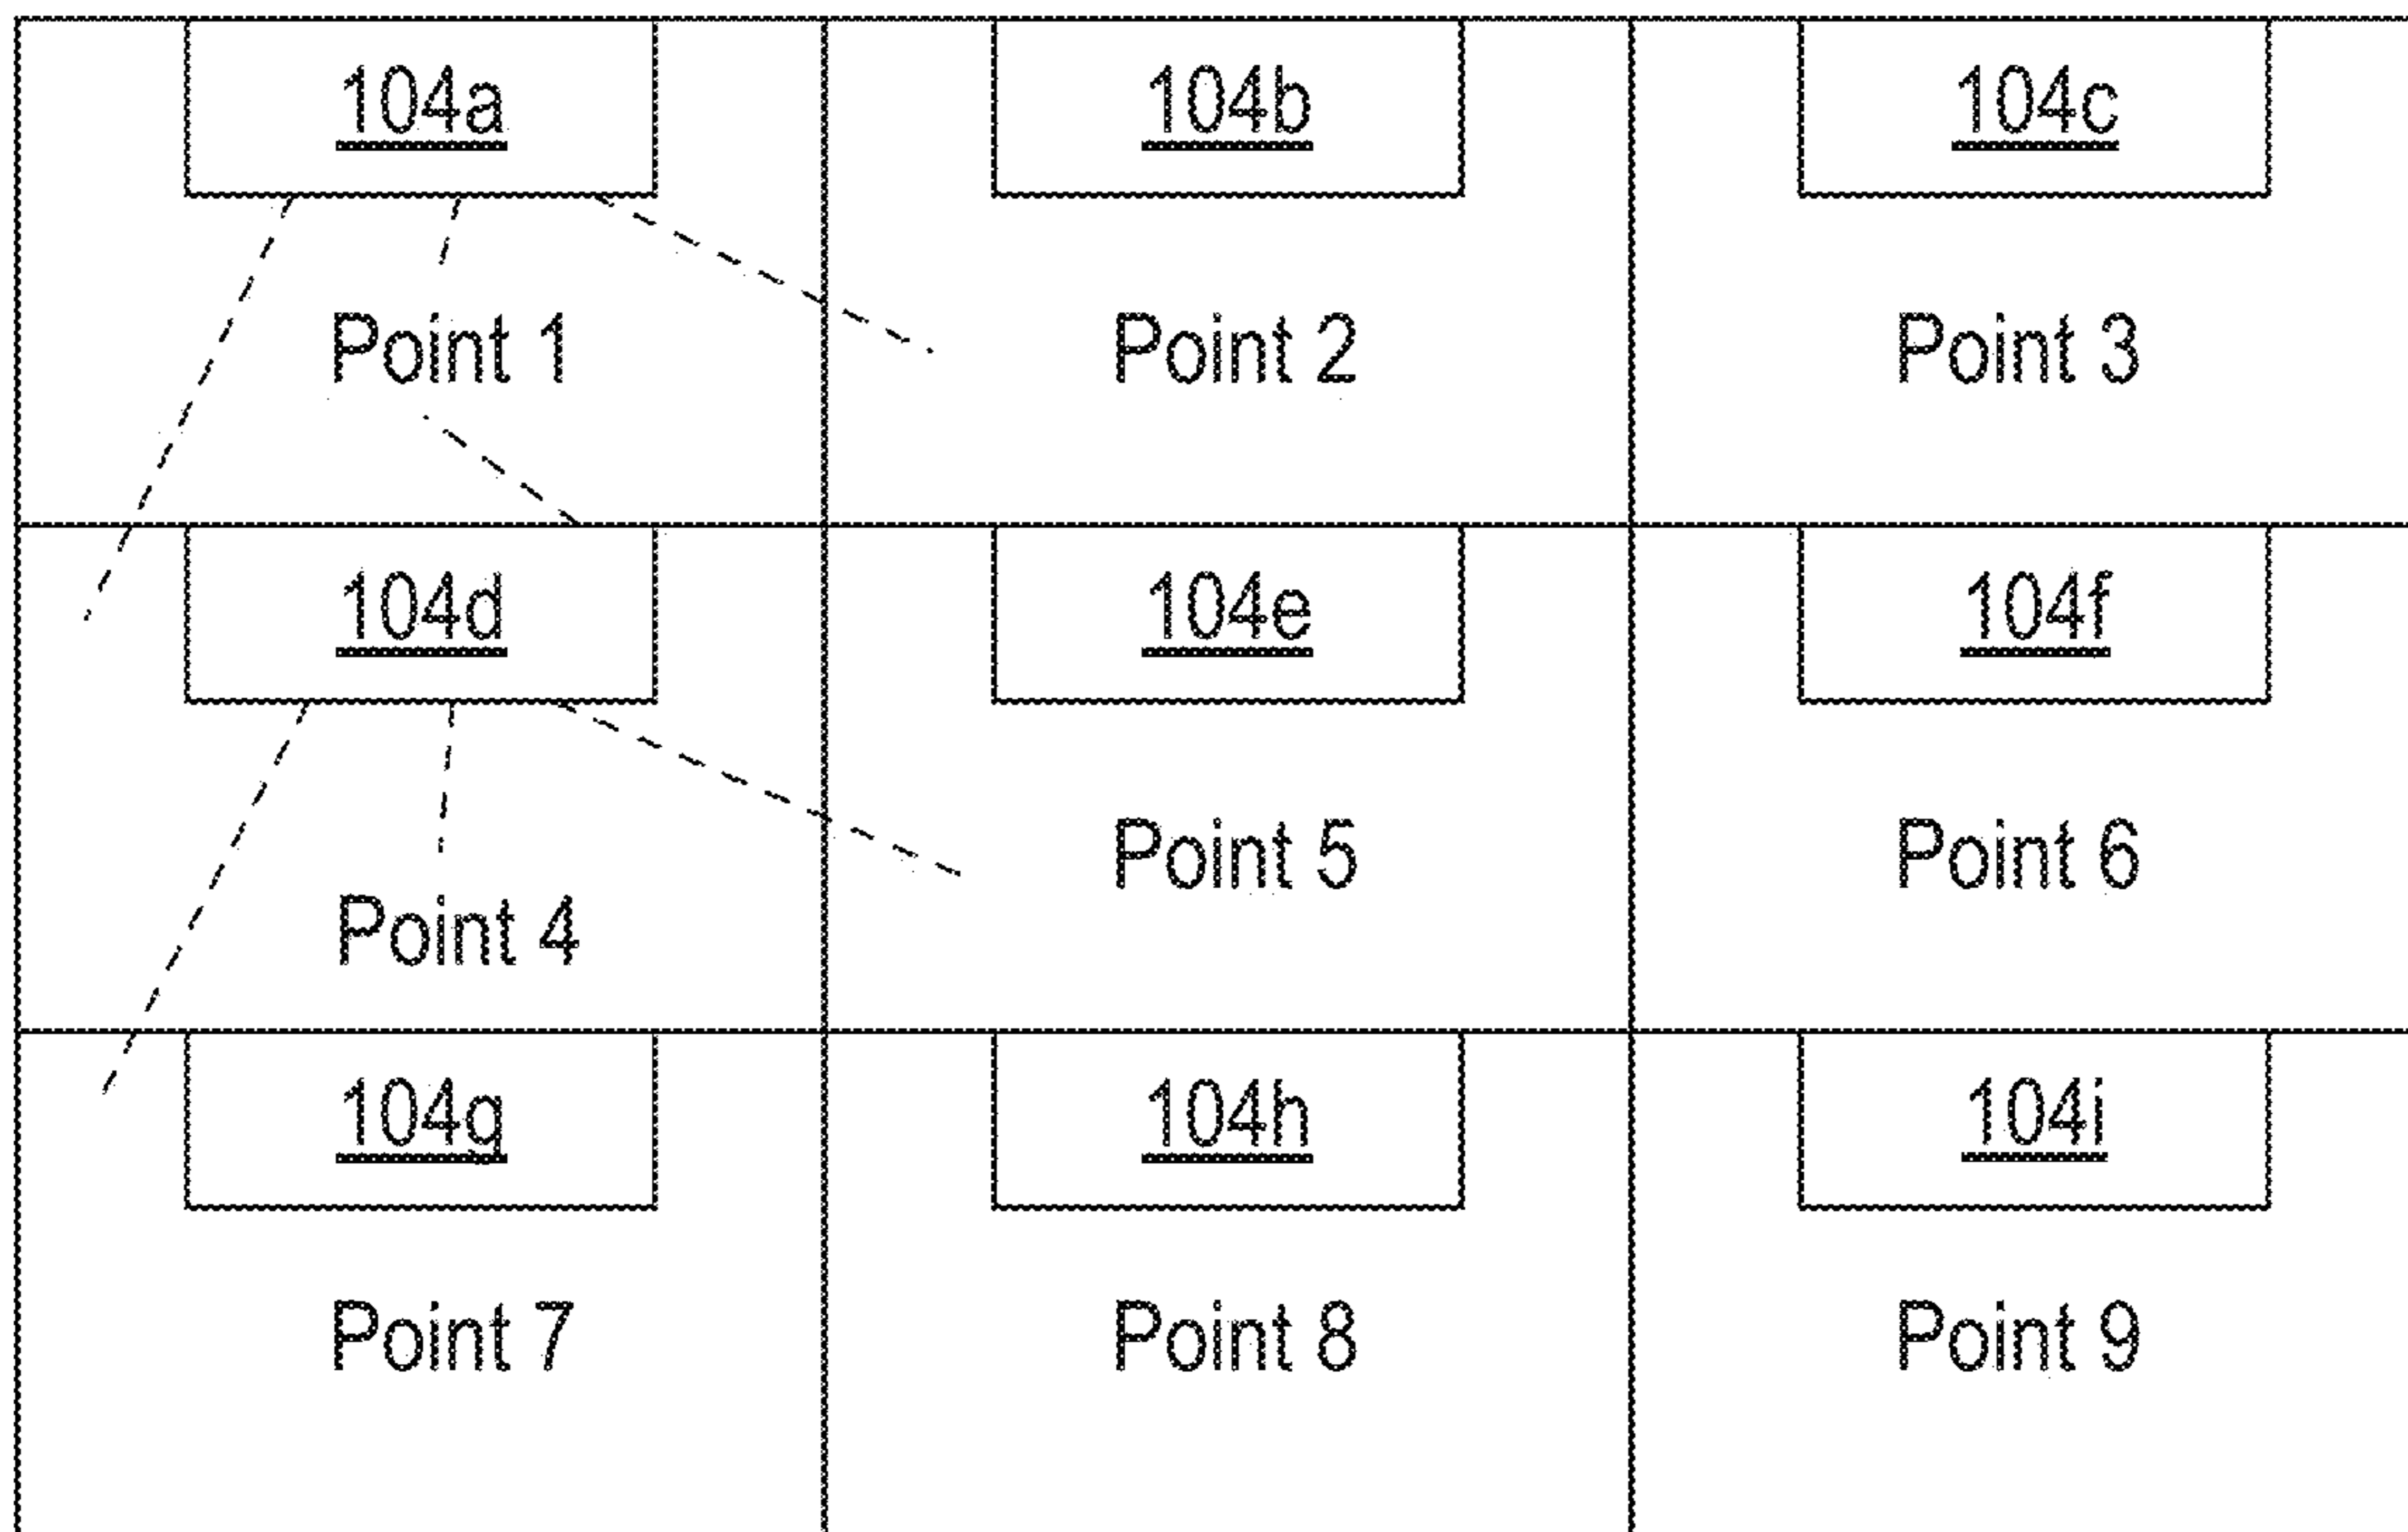 104a 104b 104c
Point 1 Point 2 Point 3
104d 104e 104f
Point 4 Point 5 Point 6
104g 104h 104i
Point 7 Point 8 Point 9